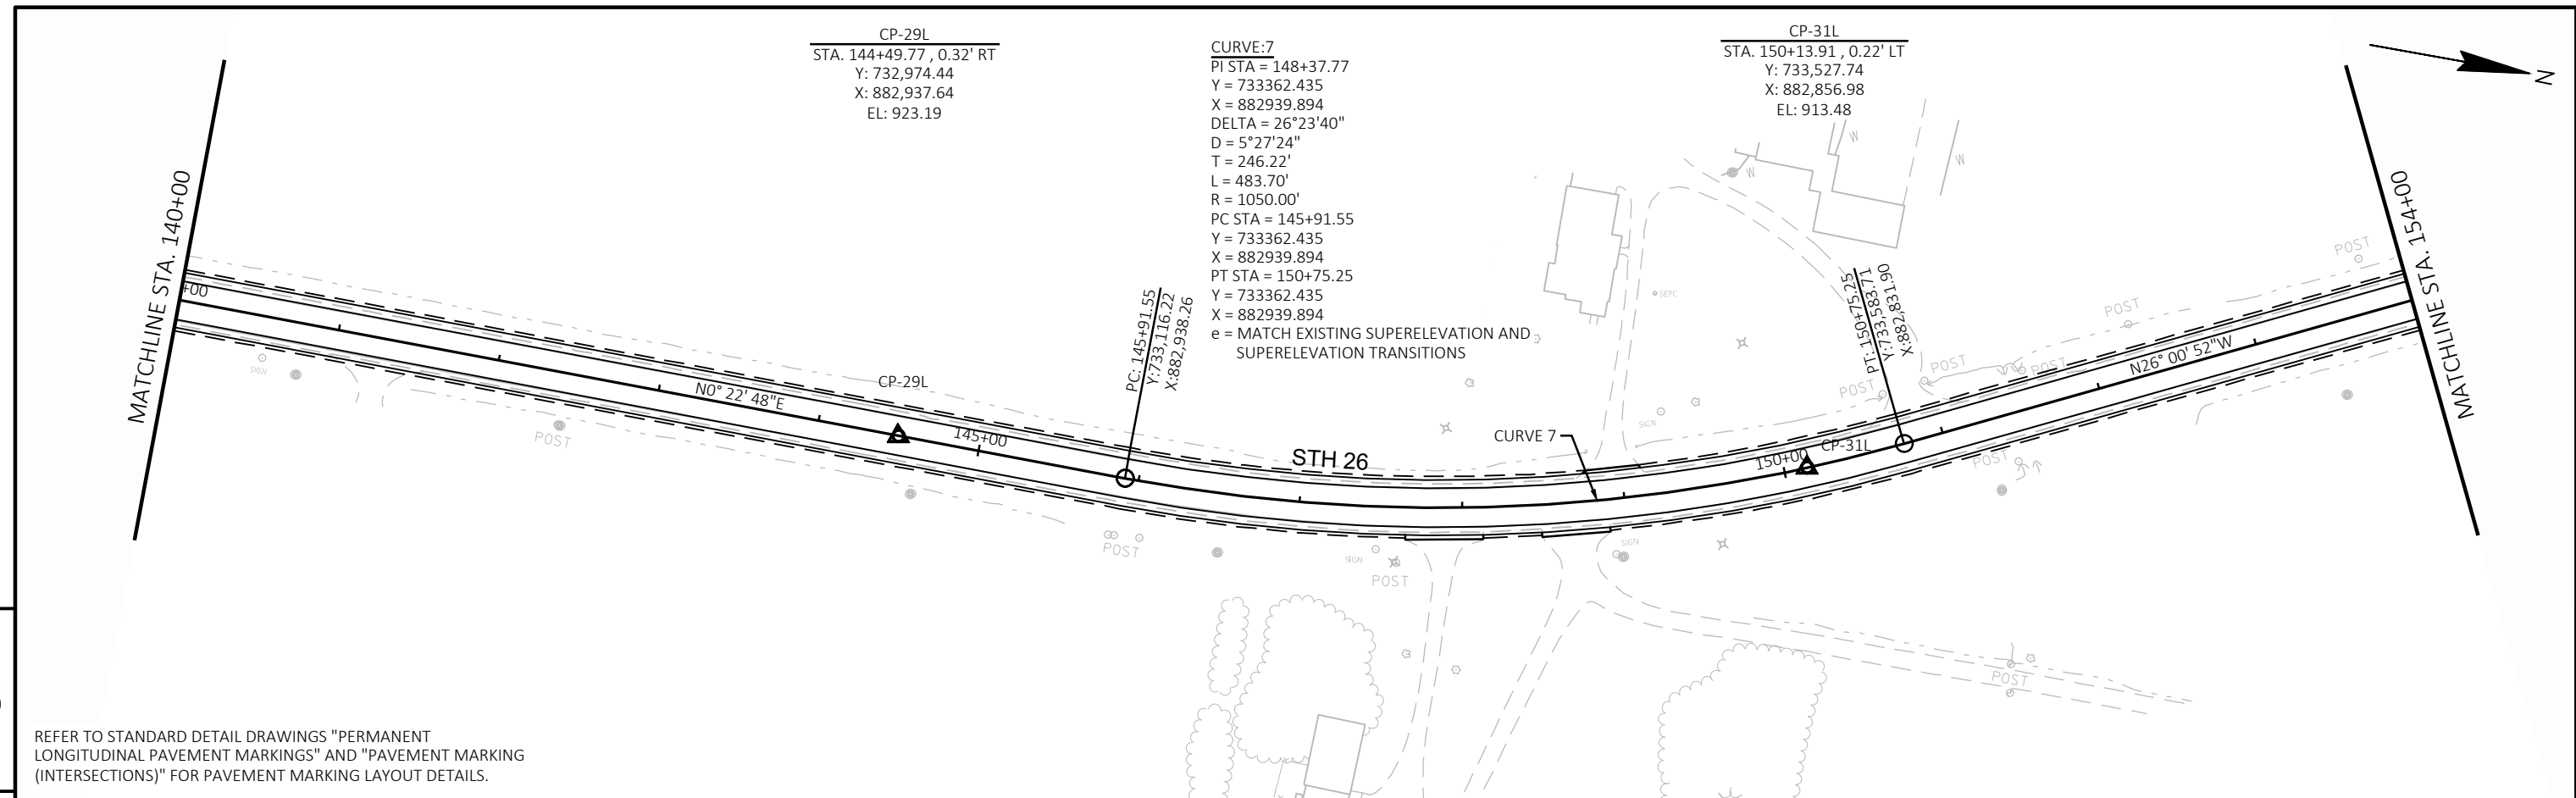 CP-29L
STA. 144+49.77 , 0.32' RT
Y: 732,974.44
X: 882,937.64
EL: 923.19
CURVE:7
PI STA = 148+37.77
Y = 733362.435
X = 882939.894
DELTA = 26°23'40"
D = 5°27'24"
T = 246.22'
L = 483.70'
R = 1050.00'
PC STA = 145+91.55
Y = 733362.435
X = 882939.894
PT STA = 150+75.25
Y = 733362.435
X = 882939.894
e = MATCH EXISTING SUPERELEVATION AND
SUPERELEVATION TRANSITIONS
CP-31L
STA. 150+13.91 , 0.22' LT
Y: 733,527.74
X: 882,856.98
EL: 913.48
N
W
W
W
MATCHLINE STA. 140+00
MATCHLINE STA. 154+00
+00
SIGN
POST
N0° 22' 48"E
CP-29L
145+00
PC: 145+91.55
Y:733,116.22
X:882,938.26
POST
STH 26
SIGN
POST
CURVE 7
SEPC
SIGN
SIGN
150+00
CP-31L
PT: 150+75.25
Y:733,583.71
X:882,831.90
POST
POST
POST
POST
POST
POST
N26° 00' 52"W
POST
REFER TO STANDARD DETAIL DRAWINGS "PERMANENT
LONGITUDINAL PAVEMENT MARKINGS" AND "PAVEMENT MARKING
(INTERSECTIONS)" FOR PAVEMENT MARKING LAYOUT DETAILS.